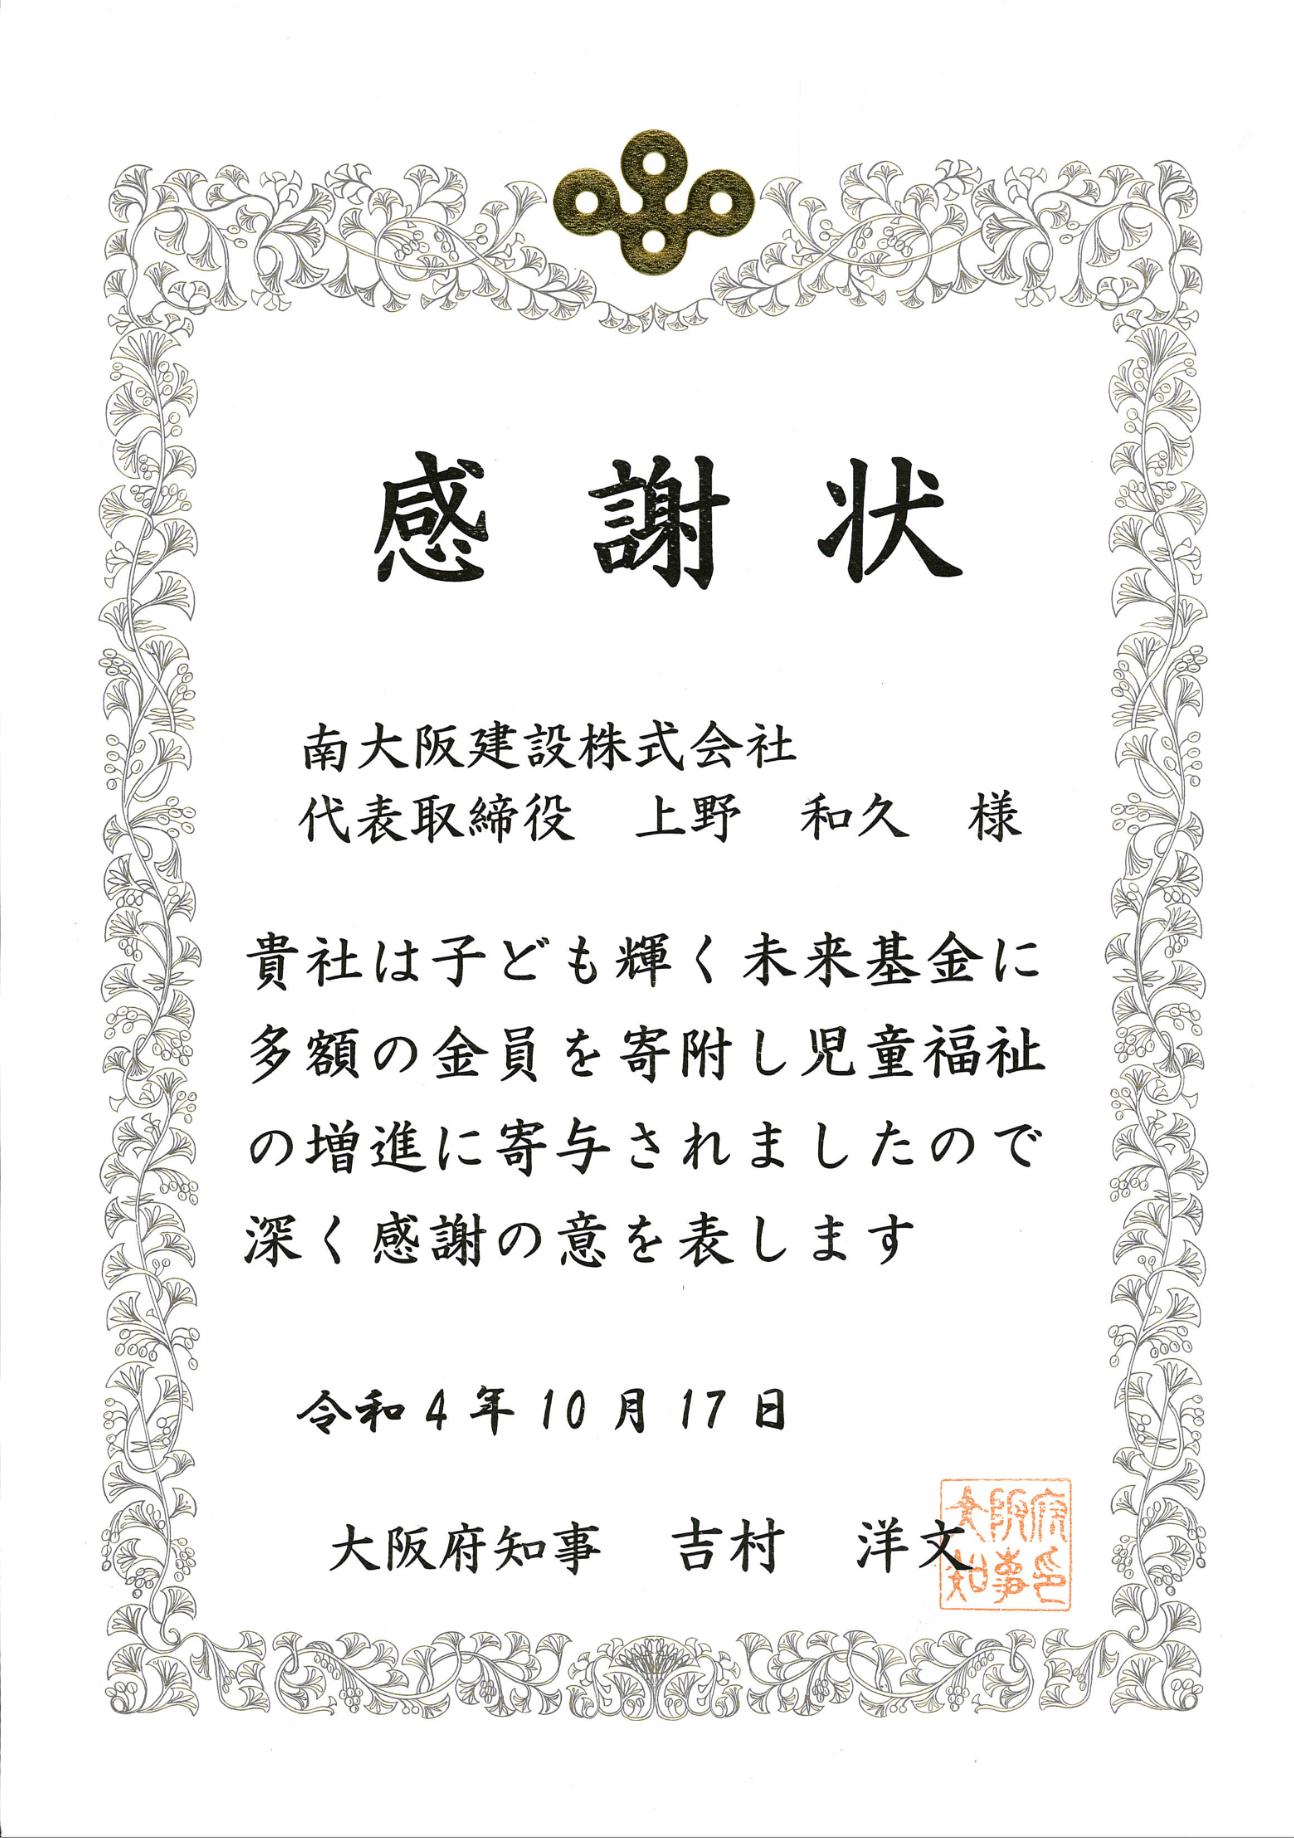 感謝状
南大阪建設株式会社
代表取締役　上野　和久　様
貴社は子ども輝く未来基金に
多額の金員を寄附し児童福祉
の増進に寄与されましたので
深く感謝の意を表します
令和4年10月17日
大阪府知事　吉村　洋文
大阪府
知事印